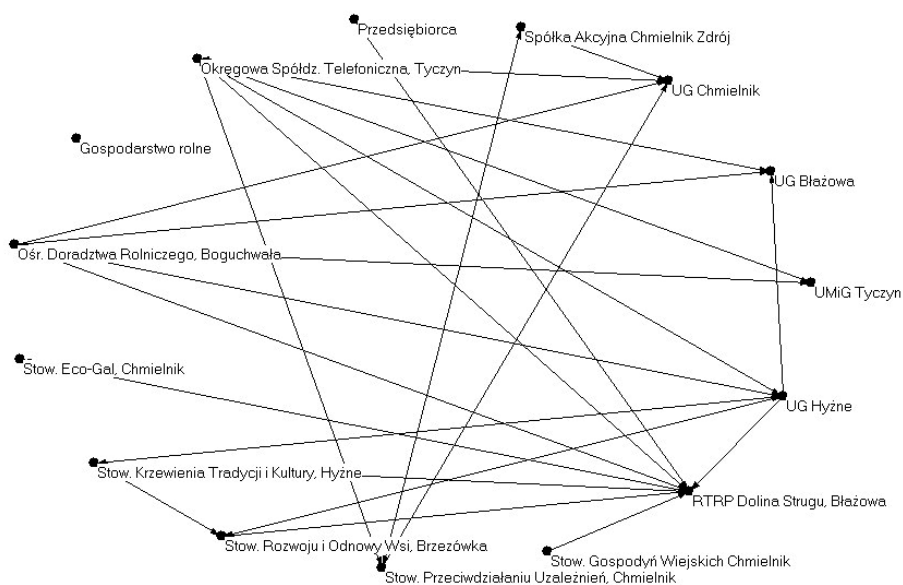 Przedsiębiorca
Spółka Akcyjna Chmielnik Zdrój
Okręgowa Spółdz. Telefoniczna, Tyczyn
UG Chmielnik
Gospodarstwo rolne
UG Błażowa
Ośr. Doradztwa Rolniczego, Boguchwała
UMiG Tyczyn
Stow. Eco-Gal, Chmielnik
UG Hyżne
Stow. Krzewienia Tradycji i Kultury, Hyżne
RTRP Dolina Strugu, Błażowa
Stow. Rozwoju i Odnowy Wsi, Brzezówka
Stow. Gospodyń Wiejskich Chmielnik
Stow. Przeciwdziałaniu Uzależnień, Chmielnik